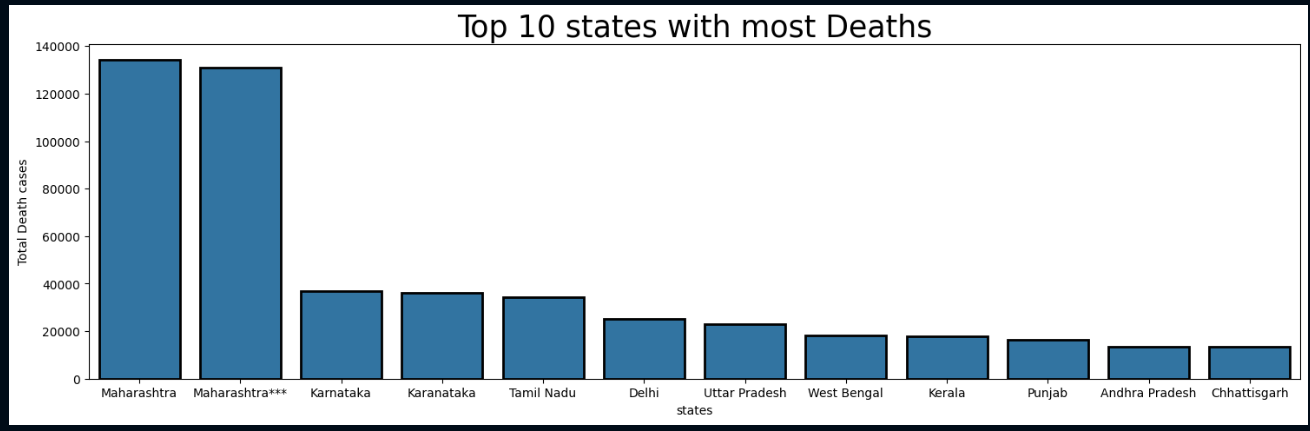 Top 10 states with most Deaths
140000
120000
100000
80000
60000
40000
20000
0
Total Death cases
Maharashtra Maharashtra*** Karnataka Karanataka Tamil Nadu Delhi Uttar Pradesh West Bengal Kerala Punjab Andhra Pradesh Chhattisgarh
states